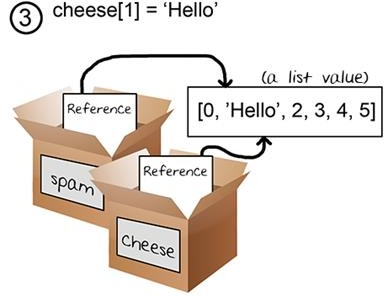 ③ cheese[1] = ‘Hello’
(a list value)
Reference
[0, ’Hello’, 2, 3, 4, 5]
Reference
spam
cheese